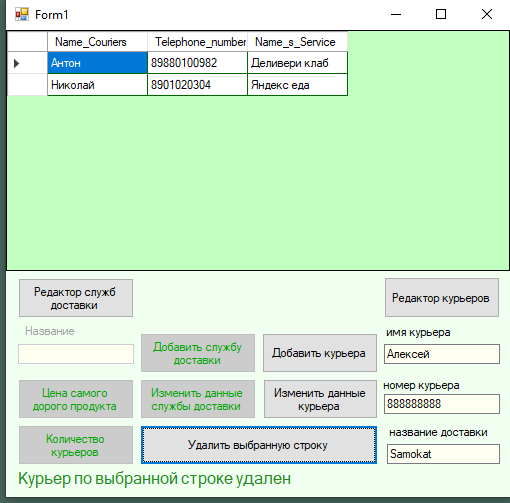 Form1
Name_Couriers Telephone_number Name_s_Service
Антон 89880100982 Деливери клаб
Николай 8901020304 Яндекс еда
Редактор служб
доставки
Редактор курьеров
Название
имя курьера
Добавить службу
доставки
Добавить курьера
Алексей
Цена самого
дорого продукта
Изменить данные
службы доставки
Изменить данные
курьера
номер курьера
888888888
Количество
курьеров
Удалить выбранную строку
название доставки
Samokat
Курьер по выбранной строке удален